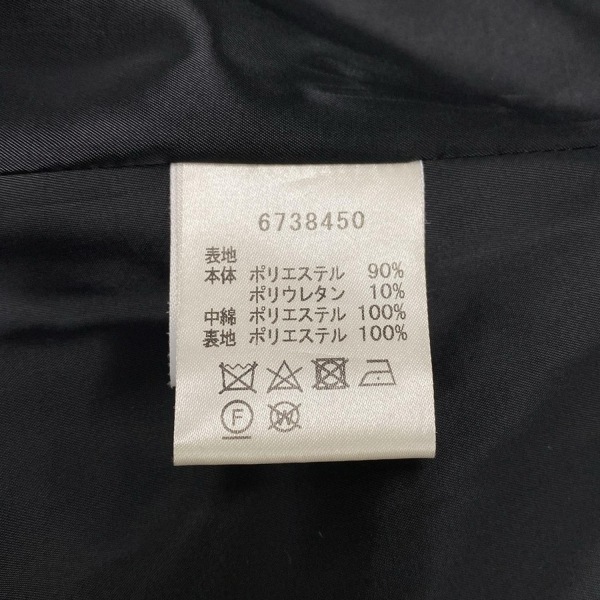 6738450
表地
本体 ポリエステル 90%
ポリウレタン 10%
中綿 ポリエステル 100%
裏地 ポリエステル 100%
F
W